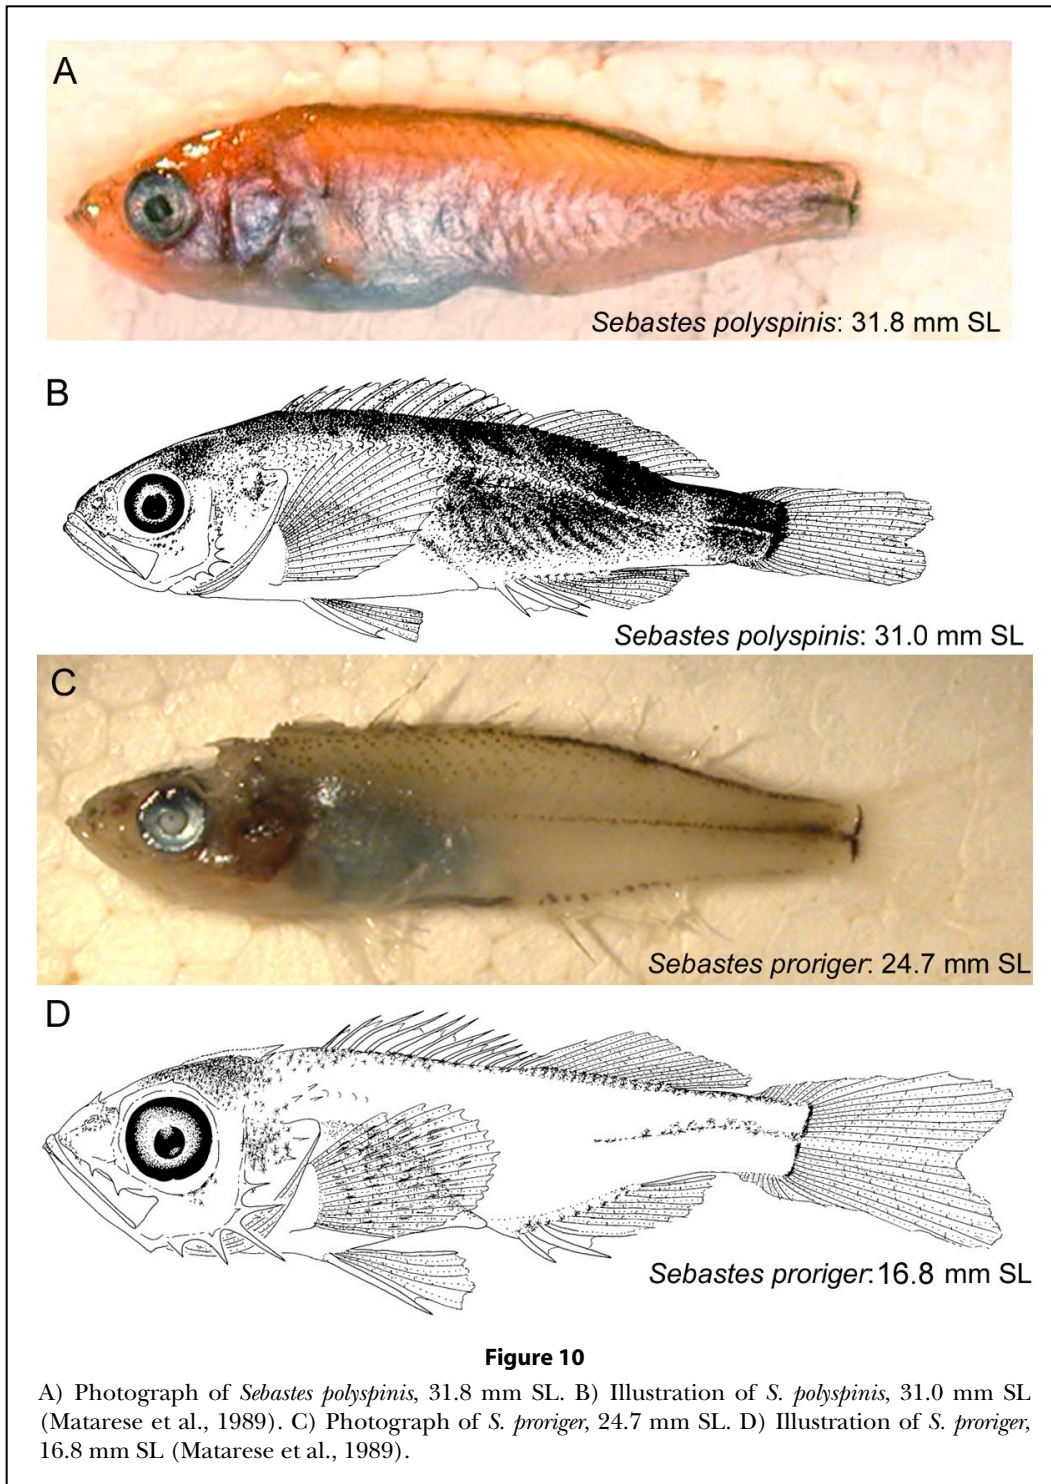 A
Sebastes polyspinis: 31.8 mm SL
B
Sebastes polyspinis: 31.0 mm SL
C
Sebastes proriger: 24.7 mm SL
D
Sebastes proriger:16.8 mm SL
Figure 10
A) Photograph of Sebastes polyspinis, 31.8 mm SL. B) Illustration of S. polyspinis, 31.0 mm SL
(Matarese et al., 1989). C) Photograph of S. proriger, 24.7 mm SL. D) Illustration of S. proriger,
16.8 mm SL (Matarese et al., 1989).